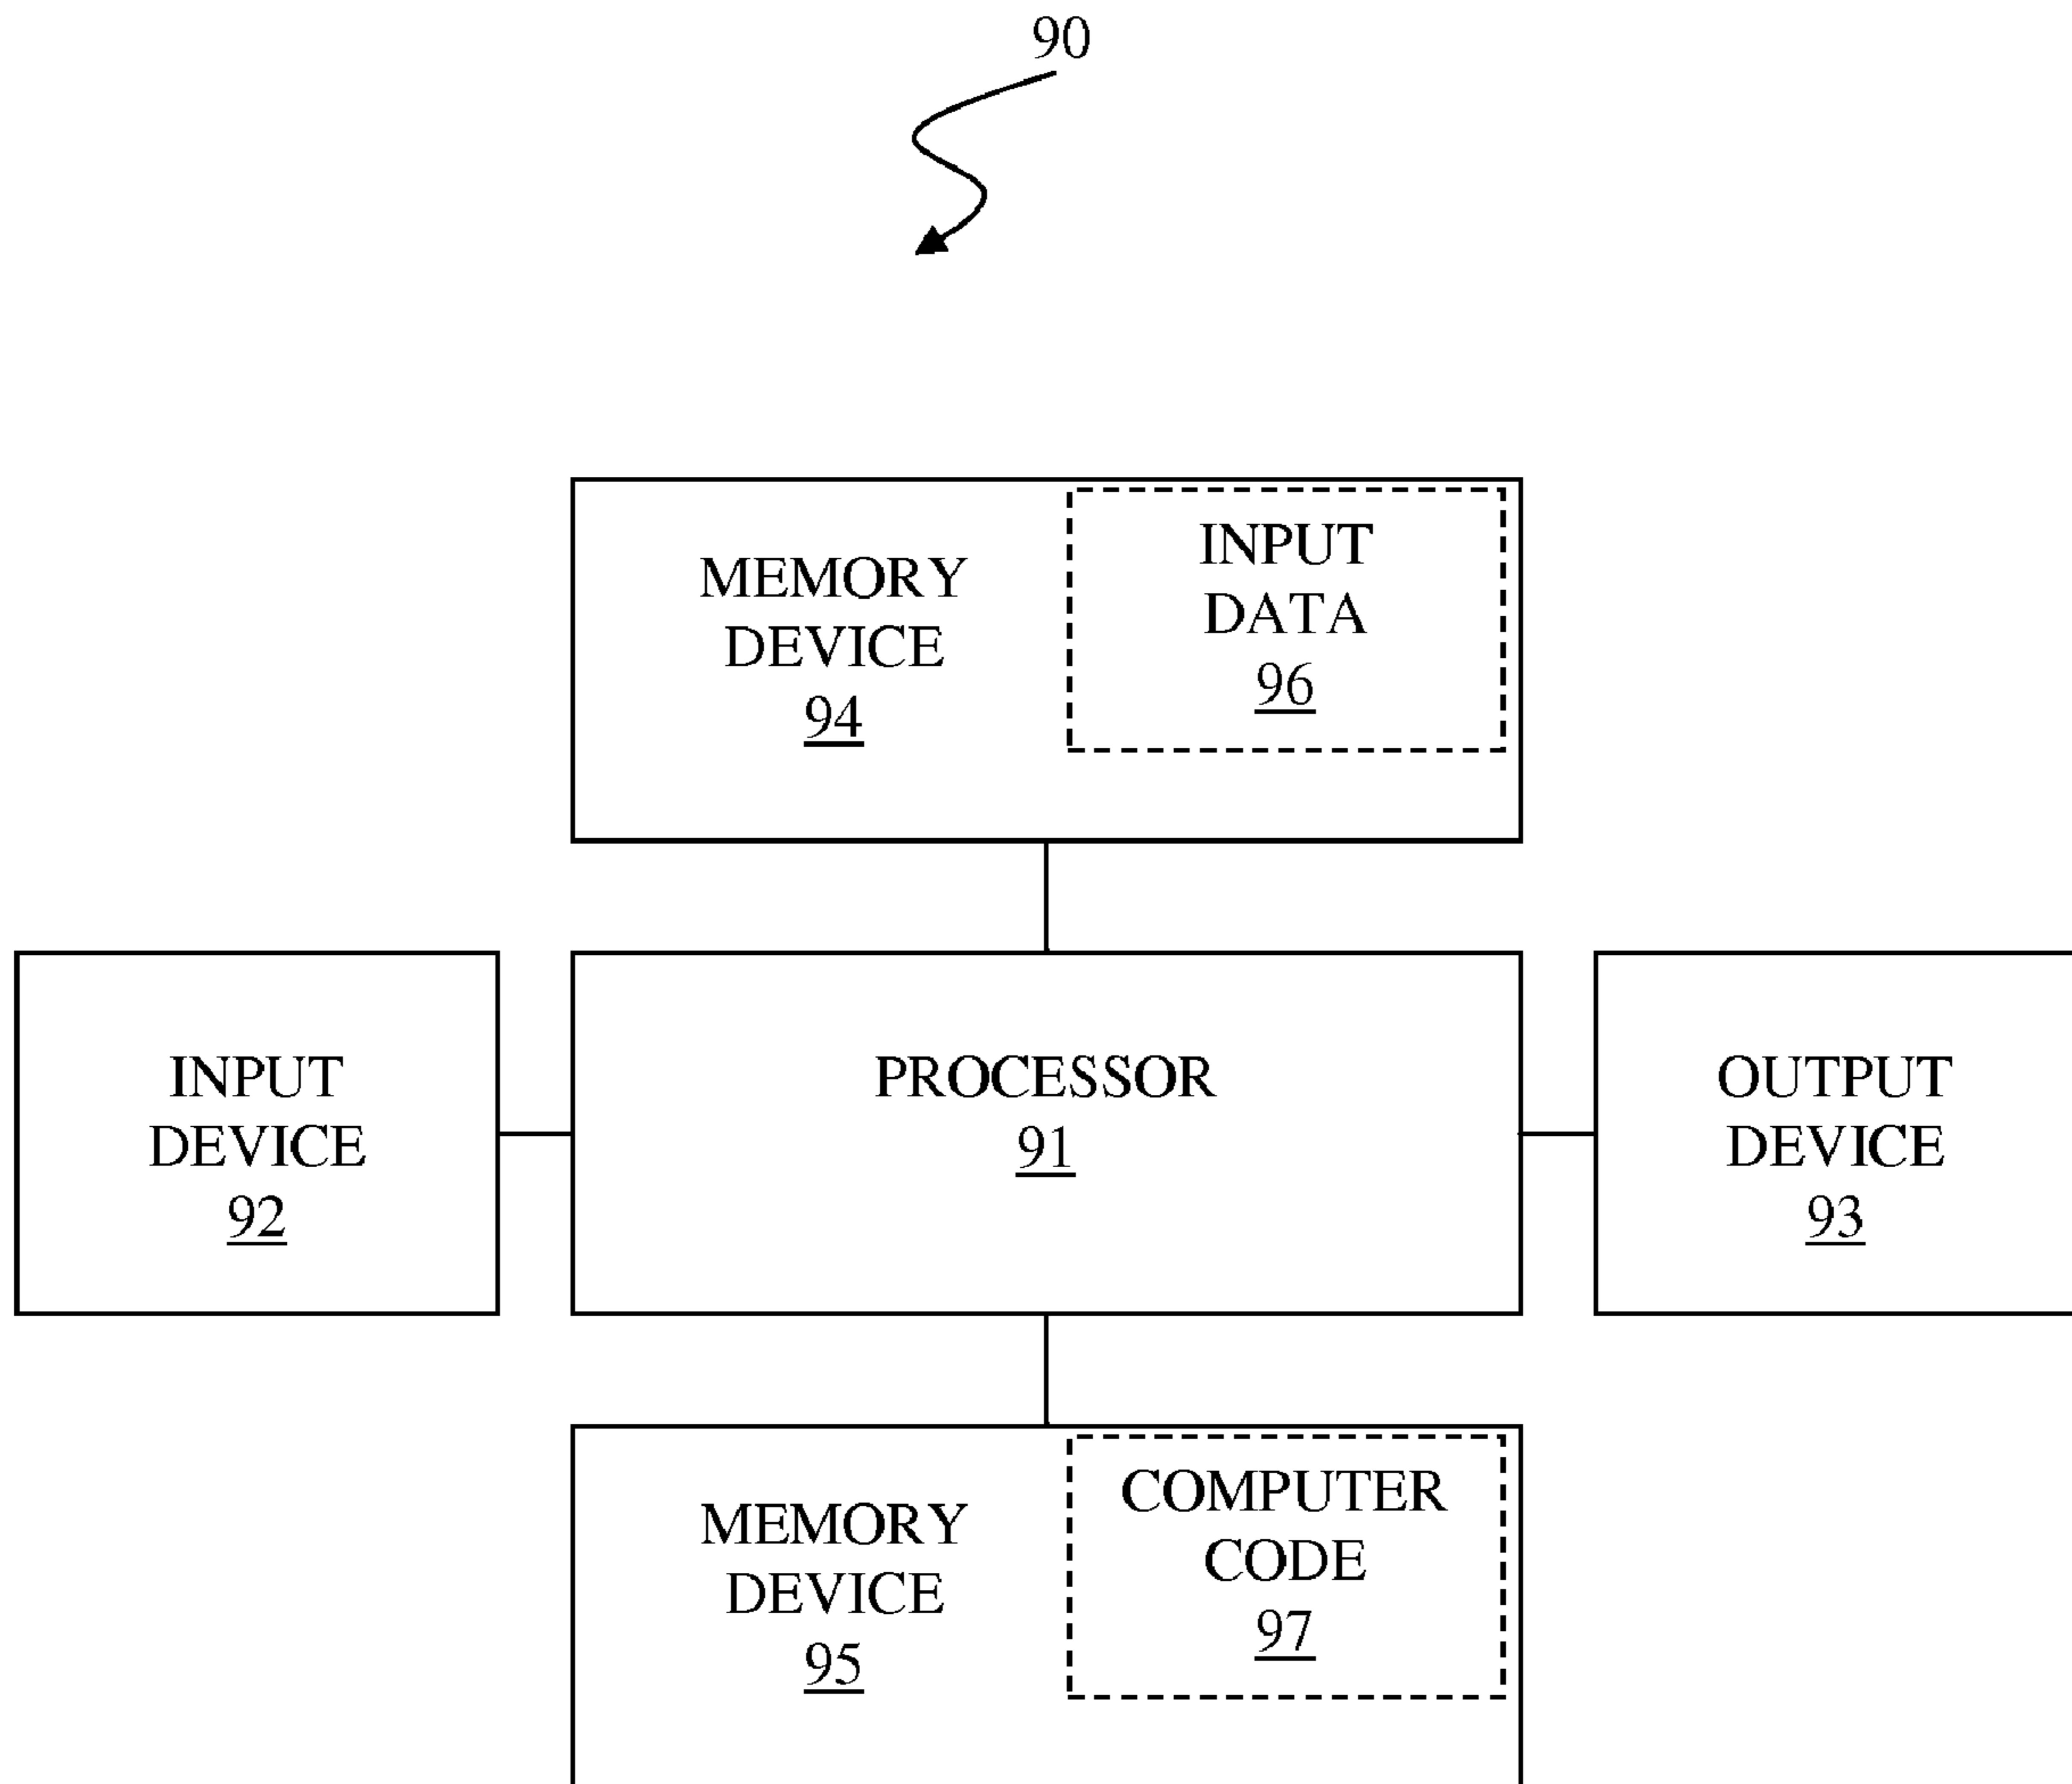 90
MEMORY
DEVICE
94
INPUT
DATA
96
INPUT
DEVICE
92
PROCESSOR
91
OUTPUT
DEVICE
93
MEMORY
DEVICE
95
COMPUTER
CODE
97